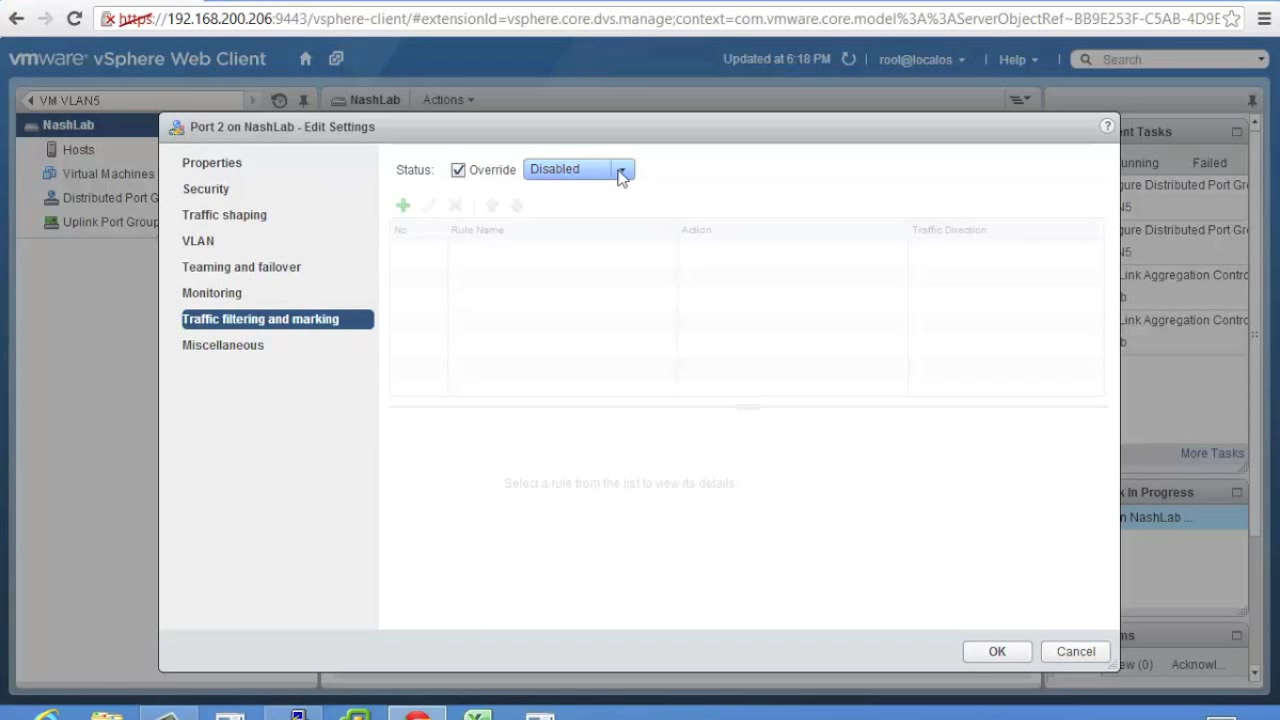 https://192.168.200.206:9443/vsphere-client/#extensionId=vsphere.core.dvs.manage;context=com.vmware.core.model%3A%3AServerObjectRef~BB9E253F-C5AB-4D9E
vmware® vSphere Web Client
Updated at 6:18 PM
root@localos
Help
Search
VM VLAN5
NashLab
Actions
NashLab
Hosts
Virtual Machines
Distributed Port G
Uplink Port Group
Port 2 on NashLab - Edit Settings
?
Properties
Security
Traffic shaping
VLAN
Teaming and failover
Monitoring
Traffic filtering and marking
Miscellaneous
Status:
Override
Disabled
No
Rule Name
Action
Traffic Direction
Select a rule from the list to view its details.
OK
Cancel
ent Tasks
unning
Failed
gure Distributed Port Gr
N5
gure Distributed Port Gr
N5
Link Aggregation Contro
b
Link Aggregation Contro
b
More Tasks
k In Progress
n NashLab ...
ms
ew (0)
Acknowl...